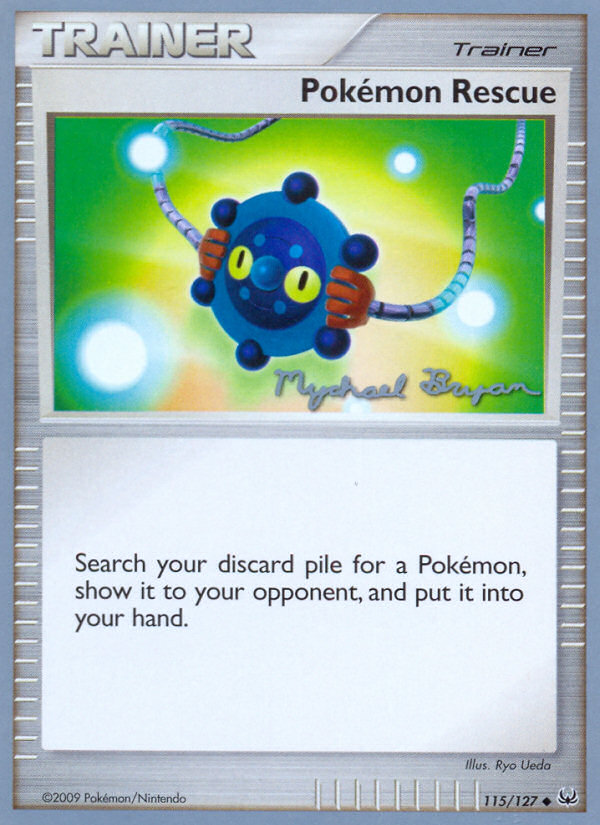 TRAINER
Trainer
Pokémon Rescue
Mychael Bryan
Search your discard pile for a Pokémon,
show it to your opponent, and put it into
your hand.
Illus. Ryo Ueda
©2009 Pokémon/Nintendo
115/127